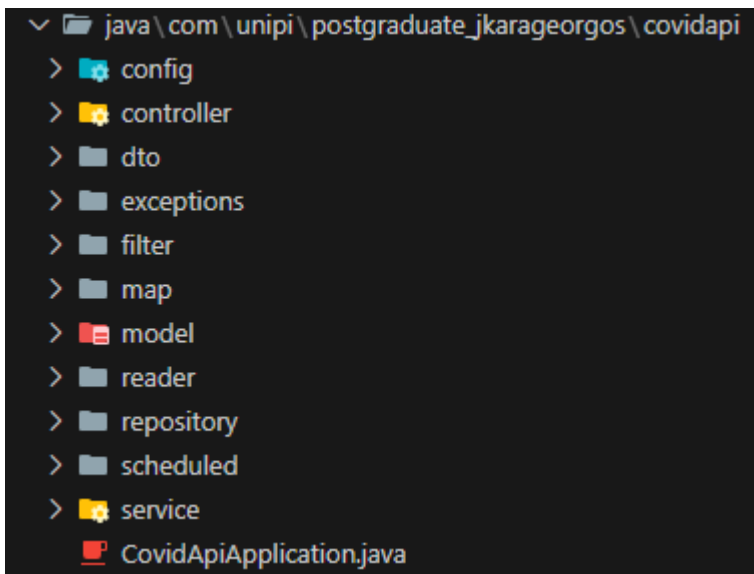 java\com\unipi\postgraduate_jkarageorgos\covidapi
config
controller
dto
exceptions
filter
map
model
reader
repository
scheduled
service
CovidApiApplication.java